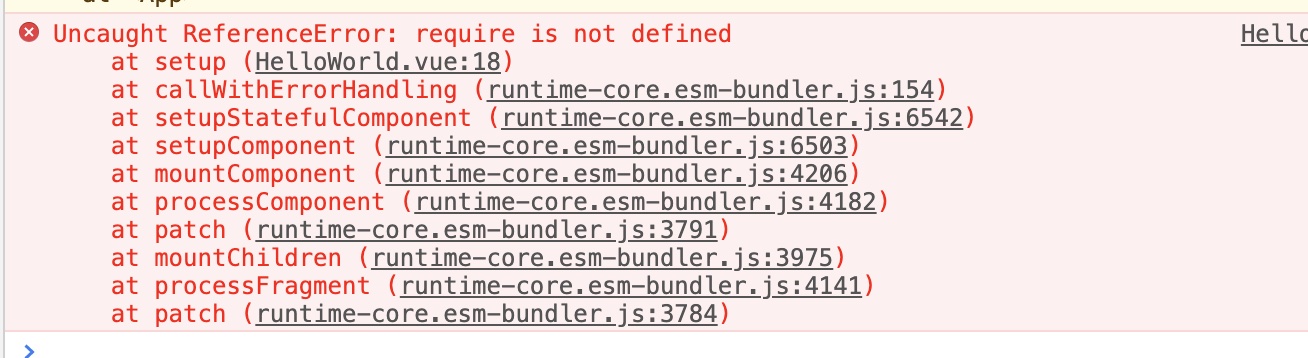 Uncaught ReferenceError: require is not defined Hello
at setup (HelloWorld.vue:18)
at callWithErrorHandling (runtime-core.esm-bundler.js:154)
at setupStatefulComponent (runtime-core.esm-bundler.js:6542)
at setupComponent (runtime-core.esm-bundler.js:6503)
at mountComponent (runtime-core.esm-bundler.js:4206)
at processComponent (runtime-core.esm-bundler.js:4182)
at patch (runtime-core.esm-bundler.js:3791)
at mountChildren (runtime-core.esm-bundler.js:3975)
at processFragment (runtime-core.esm-bundler.js:4141)
at patch (runtime-core.esm-bundler.js:3784)